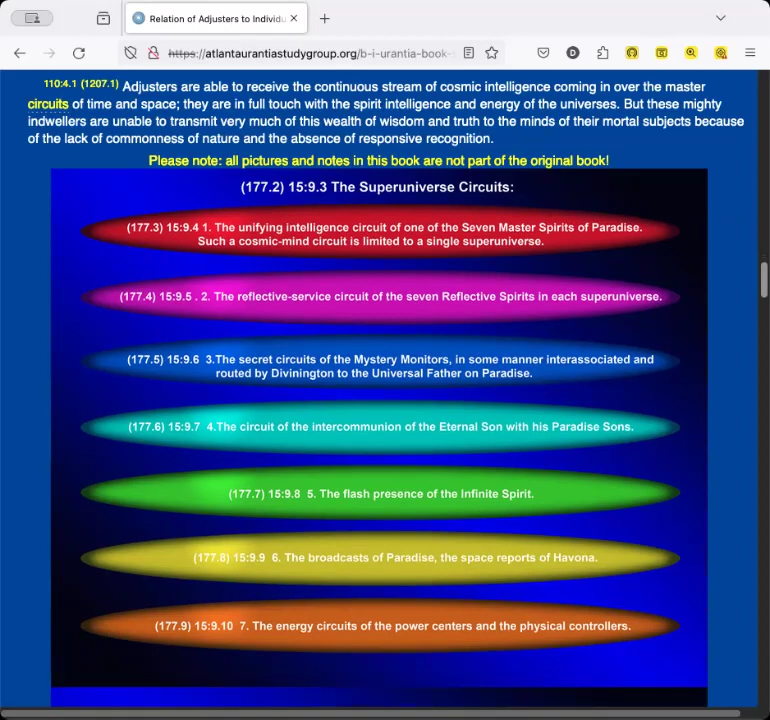 Relation of Adjusters to Individu
https://atlantaurantiastudygroup.org/b-i-urantia-book-
110:4.1 (1207.1) Adjusters are able to receive the continuous stream of cosmic intelligence coming in over the master
circuits of time and space; they are in full touch with the spirit intelligence and energy of the universes. But these mighty
indwellers are unable to transmit very much of this wealth of wisdom and truth to the minds of their mortal subjects because
of the lack of commonness of nature and the absence of responsive recognition.
Please note: all pictures and notes in this book are not part of the original book!
(177.2) 15:9.3 The Superuniverse Circuits:
(177.3) 15:9.4 1. The unifying intelligence circuit of one of the Seven Master Spirits of Paradise.
Such a cosmic-mind circuit is limited to a single superuniverse.
(177.4) 15:9.5 . 2. The reflective-service circuit of the seven Reflective Spirits in each superuniverse.
(177.5) 15:9.6 3.The secret circuits of the Mystery Monitors, in some manner interassociated and
routed by Divinington to the Universal Father on Paradise.
(177.6) 15:9.7 4.The circuit of the intercommunion of the Eternal Son with his Paradise Sons.
(177.7) 15:9.8 5. The flash presence of the Infinite Spirit.
(177.8) 15:9.9 6. The broadcasts of Paradise, the space reports of Havona.
(177.9) 15:9.10 7. The energy circuits of the power centers and the physical controllers.